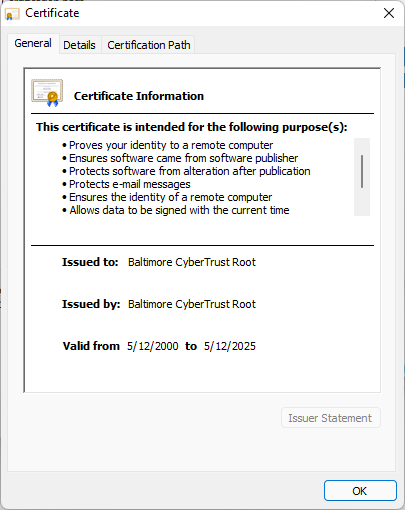 Certificate
General
Details
Certification Path
Certificate Information
This certificate is intended for the following purpose(s):
• Proves your identity to a remote computer
• Ensures software came from software publisher
• Protects software from alteration after publication
• Protects e-mail messages
• Ensures the identity of a remote computer
• Allows data to be signed with the current time
Issued to: Baltimore CyberTrust Root
Issued by: Baltimore CyberTrust Root
Valid from 5/12/2000 to 5/12/2025
Issuer Statement
OK